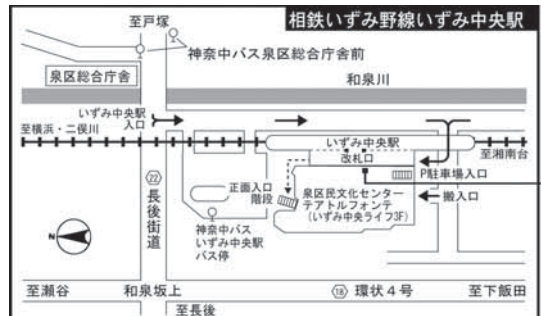 相鉄いずみ野線いずみ中央駅
至戸塚
神奈中バス泉区総合庁舎前
泉区総合庁舎
和泉川
いずみ中央駅
入口
至横浜・二俣川
いずみ中央駅
改札口
至湘南台
P駐車場入口
㉒
長後街道
正面入口
階段
泉区民文化センター
テアトルフォンテ
(いずみ中央ライフ3F)
搬入口
神奈中バス
いずみ中央駅
バス停
N
至瀬谷
和泉坂上
⑱ 環状4号
至下飯田
至長後